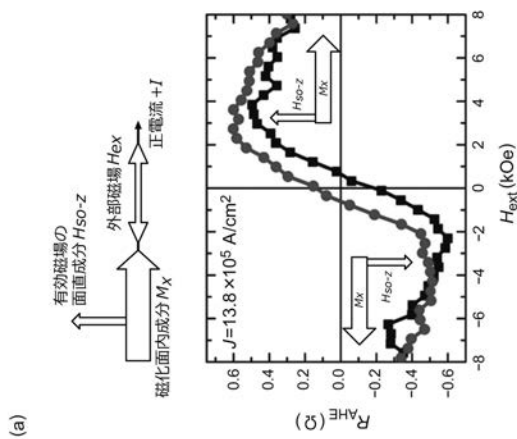 (a)
有効磁場の
面直成分 Hso-z
外部磁場 Hex
正電流 +I
磁化面内成分 Mx
J=13.8 ×10⁵ A/cm²
Hso-z
Mx
Mx
Hso-z
R AHE (Ω)
0.6
0.4
0.2
0.0
-0.2
-0.4
-0.6
-8
-6
-4
-2
0
2
4
6
8
Hext (kOe)